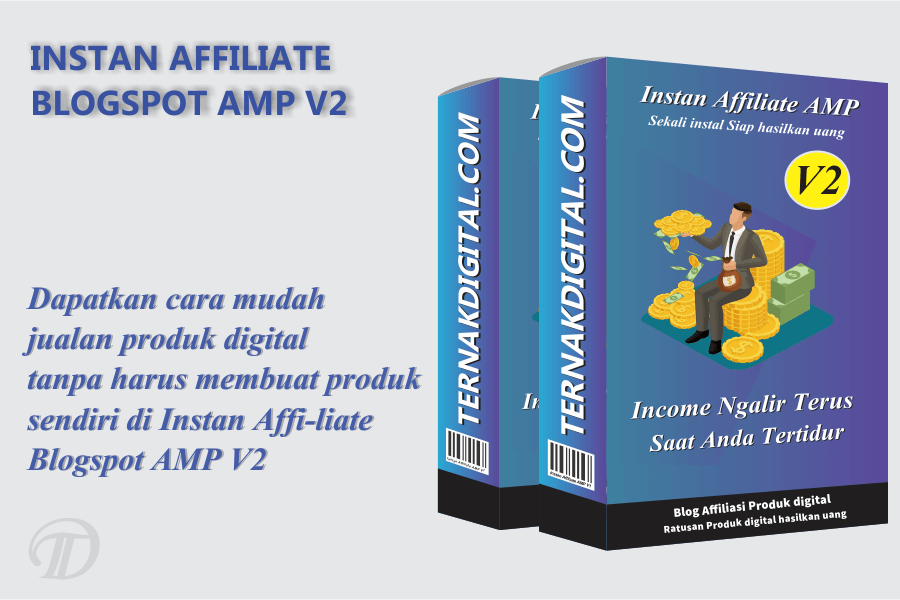 INSTAN AFFILIATE
BLOGSPOT AMP V2
Dapatkan cara mudah
jualan produk digital
tanpa harus membuat produk
sendiri di Instan Affi-liate
Blogspot AMP V2
TERNAKDIGITAL.COM
TERNAKDIGITAL.COM
Instan Affiliate AMP
Sekali instal Siap hasilkan uang
V2
Income Ngalir Terus
Saat Anda Tertidur
Blog Affiliasi Produk digital
Ratusan Produk digital hasilkan uang